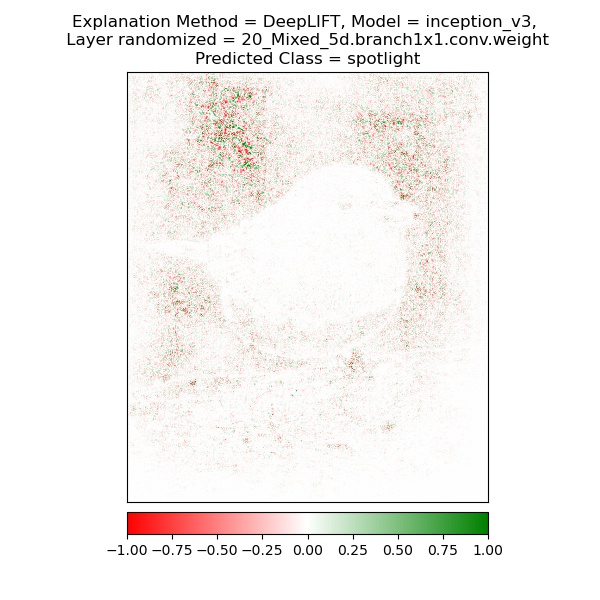 Explanation Method = DeepLIFT, Model = inception_v3,
Layer randomized = 20_Mixed_5d.branch1x1.conv.weight
Predicted Class = spotlight
−1.00 −0.75 −0.50 −0.25 0.00 0.25 0.50 0.75 1.00